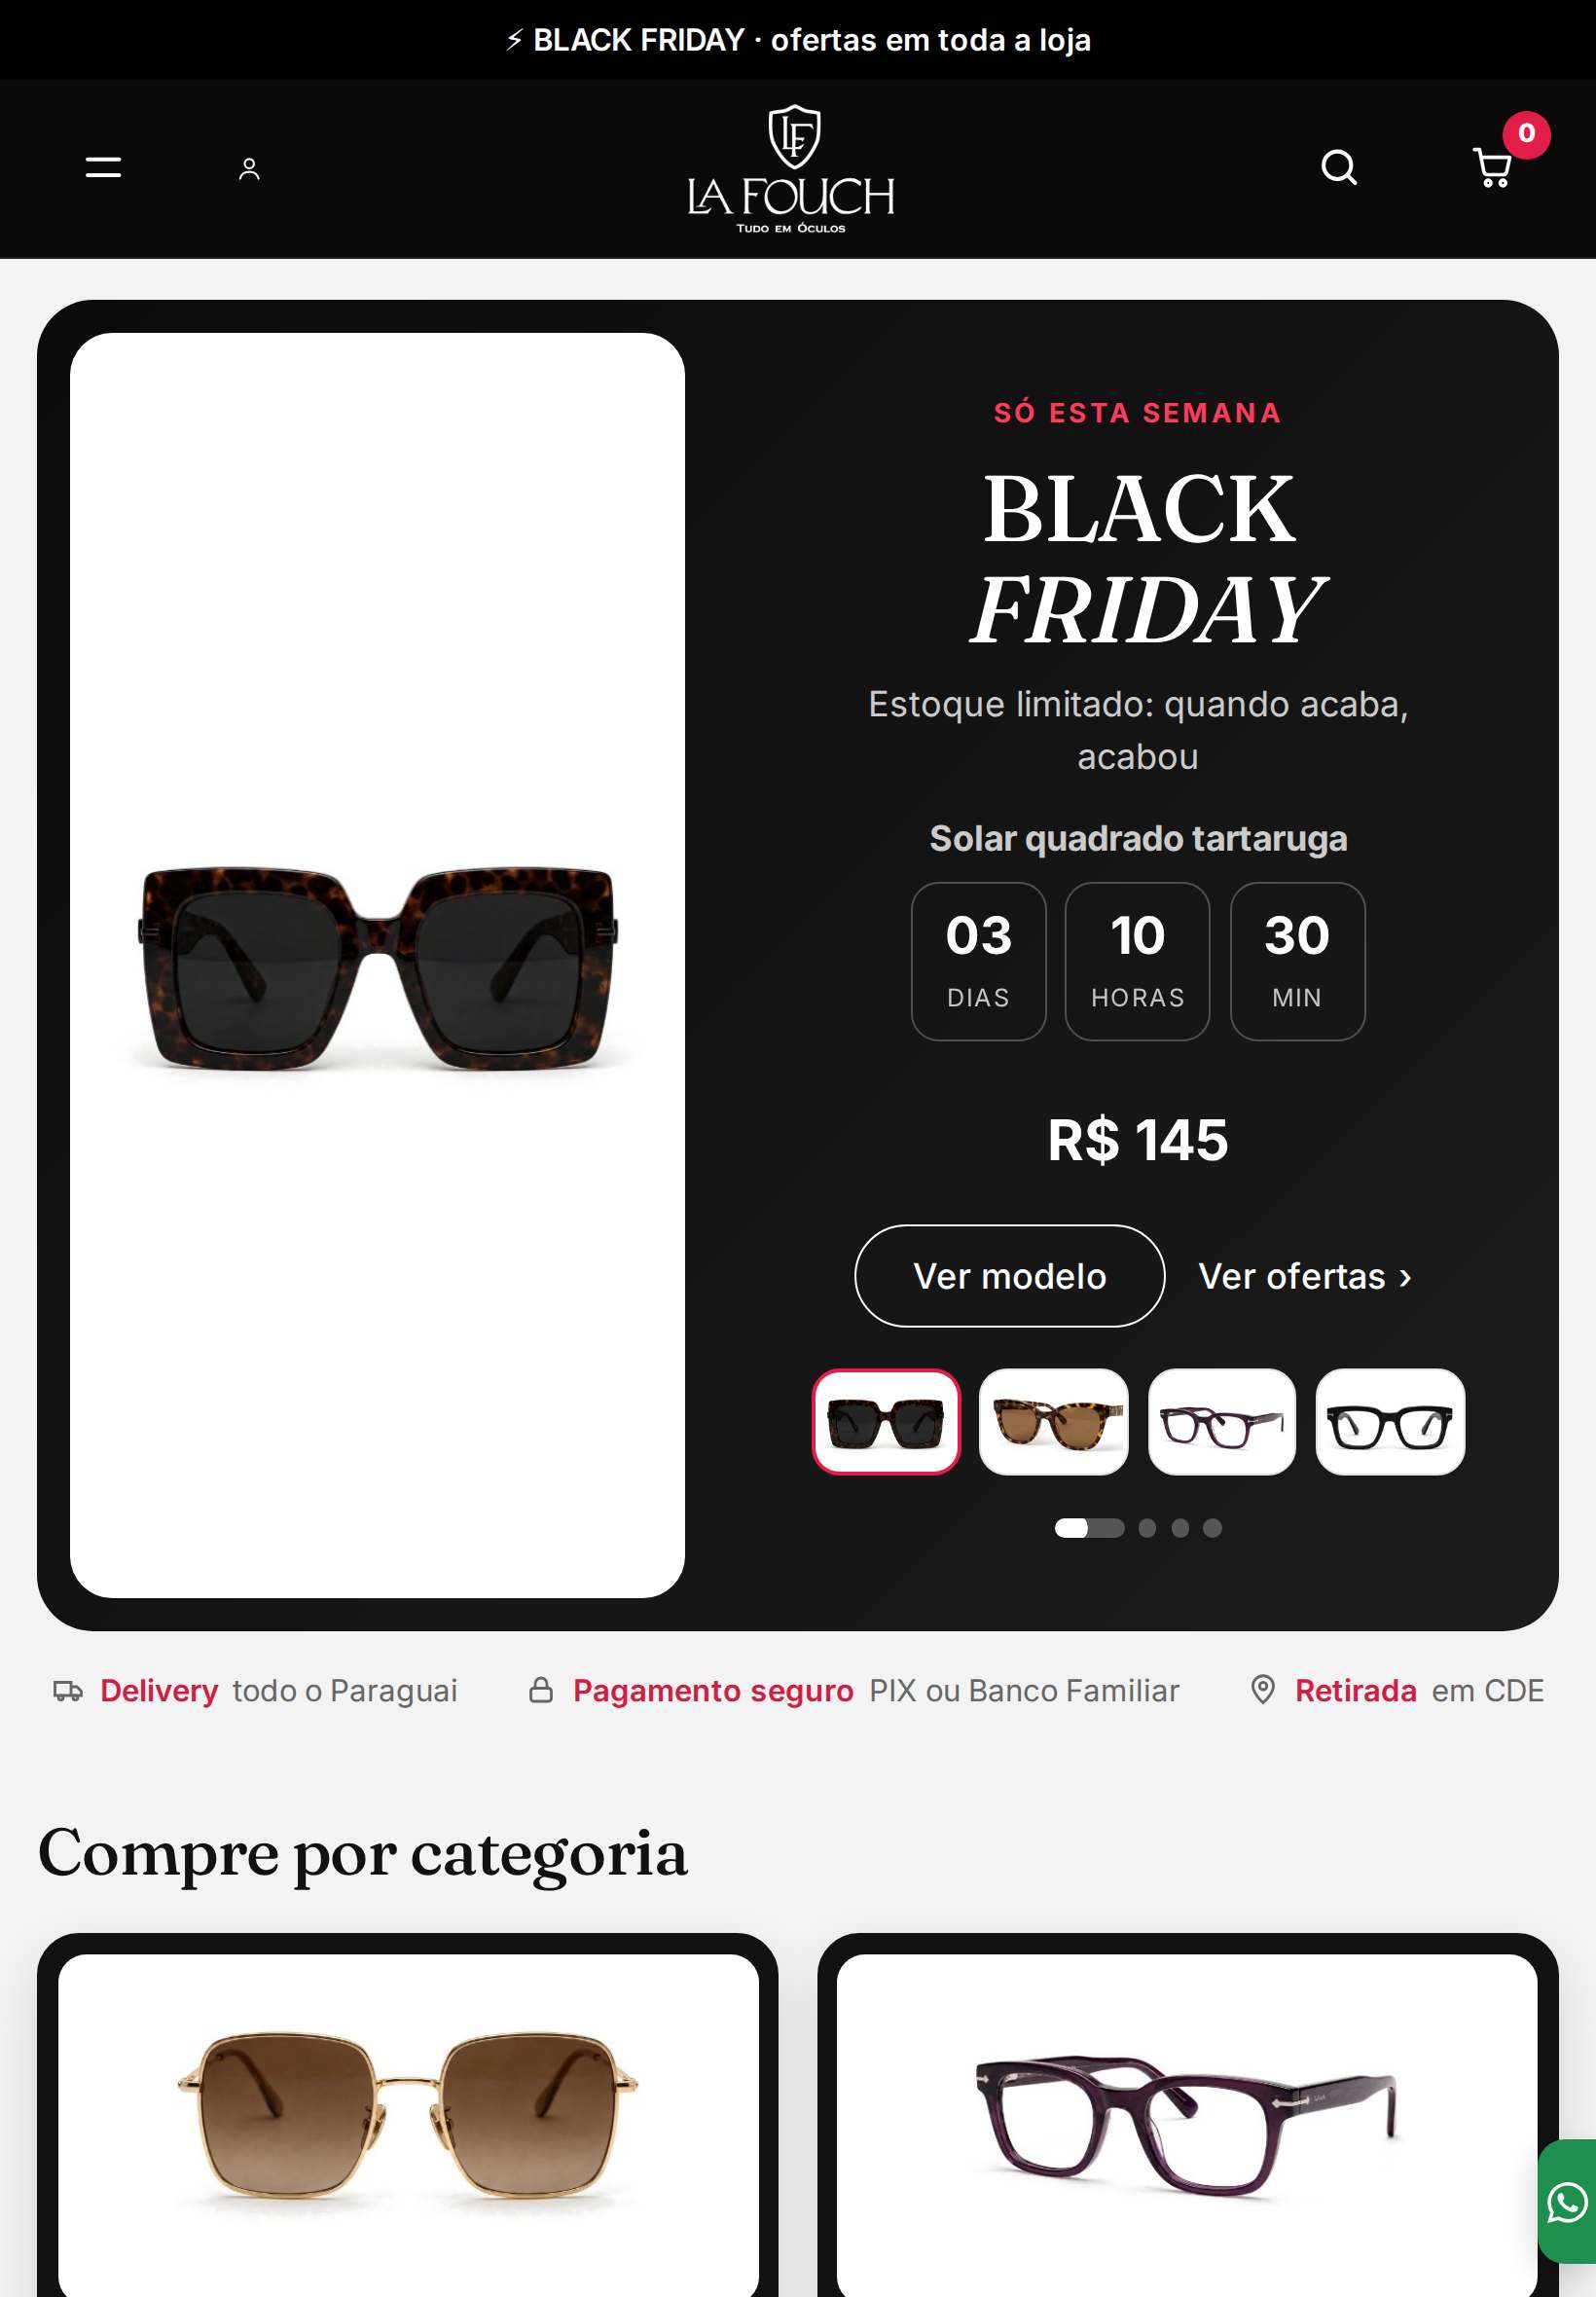 ⚡ BLACK FRIDAY · ofertas em toda a loja
LF
LA FOUCH
TUDO EM ÓCULOS
0
SÓ ESTA SEMANA
BLACK
FRIDAY
Estoque limitado: quando acaba,
acabou
Solar quadrado tartaruga
03 10 30
DIAS HORAS MIN
R$ 145
Ver modelo Ver ofertas ›
Delivery todo o Paraguai Pagamento seguro PIX ou Banco Familiar Retirada em CDE
Compre por categoria